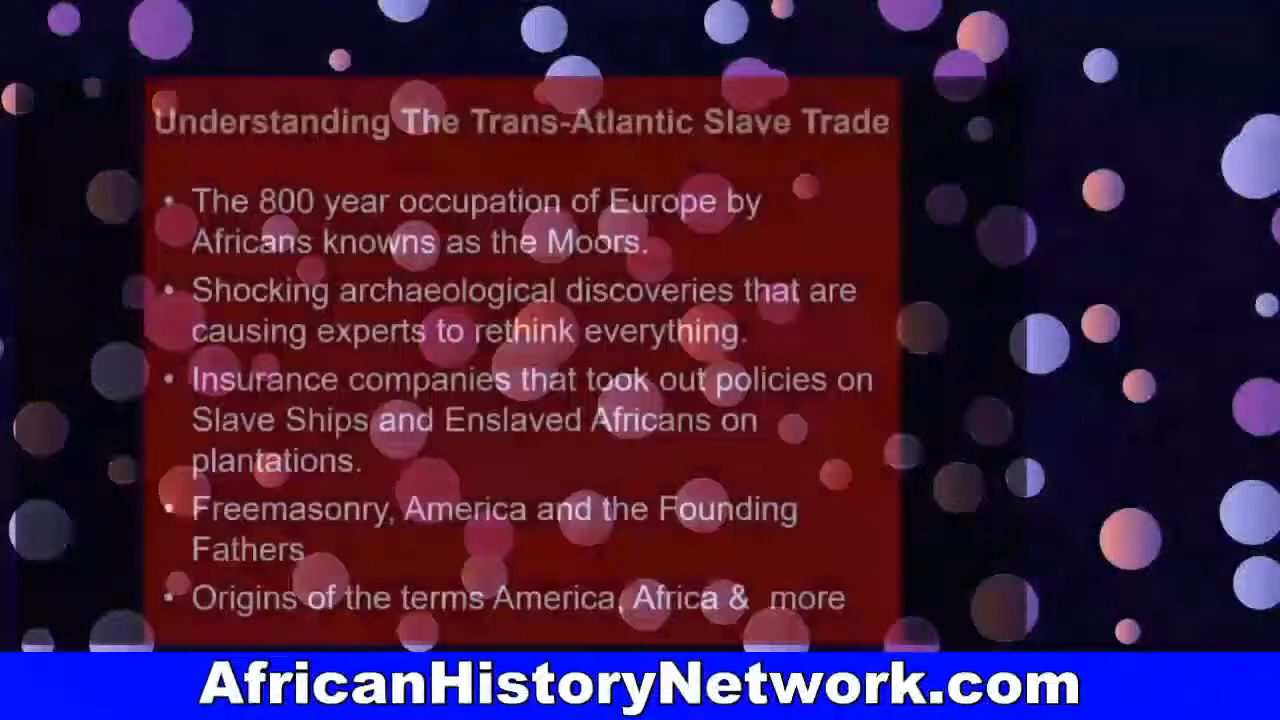 Understanding The Trans-Atlantic Slave Trade
• The 800 year occupation of Europe by
Africans knowns as the Moors.
• Shocking archaeological discoveries that are
causing experts to rethink everything.
• Insurance companies that took out policies on
Slave Ships and Enslaved Africans on
plantations.
• Freemasonry, America and the Founding
Fathers
• Origins of the terms America, Africa & more
AfricanHistoryNetwork.com